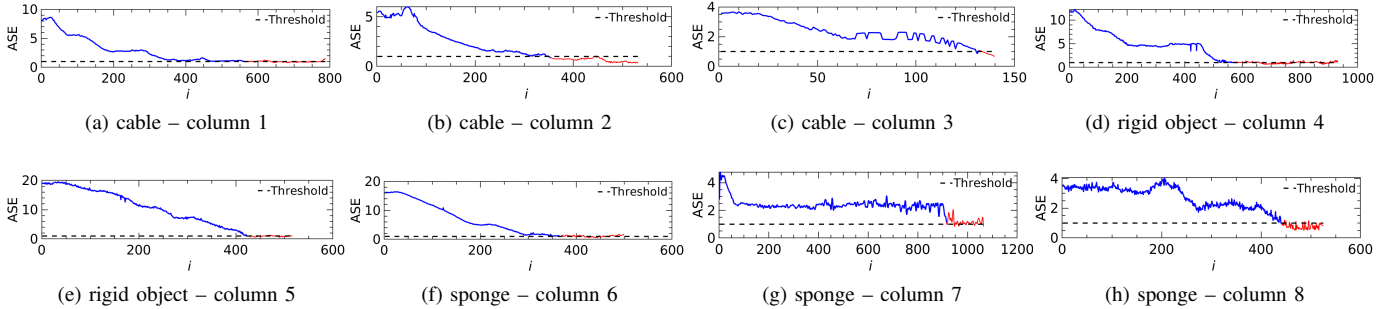 ASE
10
5
0
0 200 400 600 800
i
Threshold
(a) cable – column 1
ASE
5
0
0 200 400 600
i
Threshold
(b) cable – column 2
ASE
4
2
0
0 50 100 150
i
Threshold
(c) cable – column 3
ASE
10
5
0
0 200 400 600 800 1000
i
Threshold
(d) rigid object – column 4
ASE
20
10
0
0 200 400 600
i
Threshold
(e) rigid object – column 5
ASE
20
10
0
0 200 400 600
i
Threshold
(f) sponge – column 6
ASE
4
2
0
0 200 400 600 800 1000 1200
i
Threshold
(g) sponge – column 7
ASE
4
2
0
0 200 400 600
i
Threshold
(h) sponge – column 8